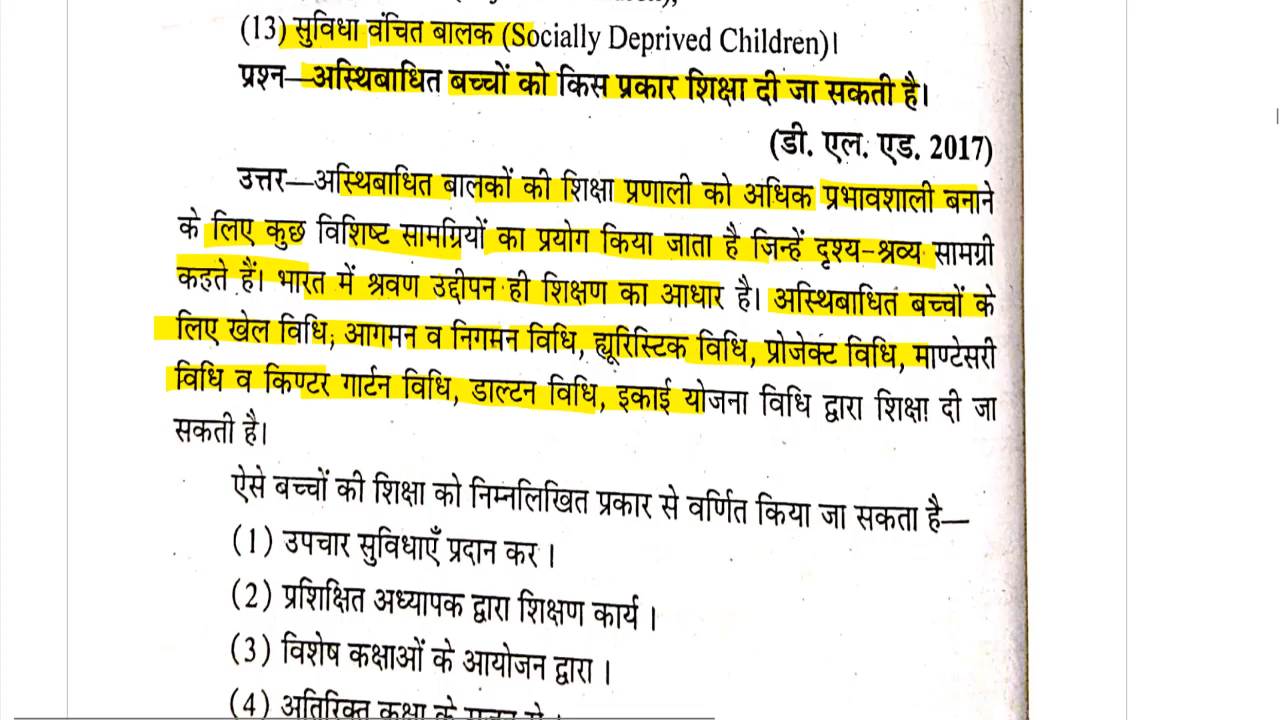 (13) सुविधा वंचित बालक (Socially Deprived Children)।
प्रश्न—अस्थिबाधित बच्चों को किस प्रकार शिक्षा दी जा सकती है।
(डी. एल. एड. 2017)
उत्तर—अस्थिबाधित बालकों की शिक्षा प्रणाली को अधिक प्रभावशाली बनाने
के लिए कुछ विशिष्ट सामग्रियों का प्रयोग किया जाता है जिन्हें दृश्य-श्रव्य सामग्री
कहते हैं। भारत में श्रवण उद्दीपन ही शिक्षण का आधार है। अस्थिबाधित बच्चों के
लिए खेल विधि; आगमन व निगमन विधि, ह्यूरिस्टिक विधि, प्रोजेक्ट विधि, माण्टेसरी
विधि व किण्टर गार्टन विधि, डाल्टन विधि, इकाई योजना विधि द्वारा शिक्षा दी जा
सकती है।
ऐसे बच्चों की शिक्षा को निम्नलिखित प्रकार से वर्णित किया जा सकता है—
(1) उपचार सुविधाएँ प्रदान कर ।
(2) प्रशिक्षित अध्यापक द्वारा शिक्षण कार्य ।
(3) विशेष कक्षाओं के आयोजन द्वारा ।
(4) अतिरिक्त कक्षा के